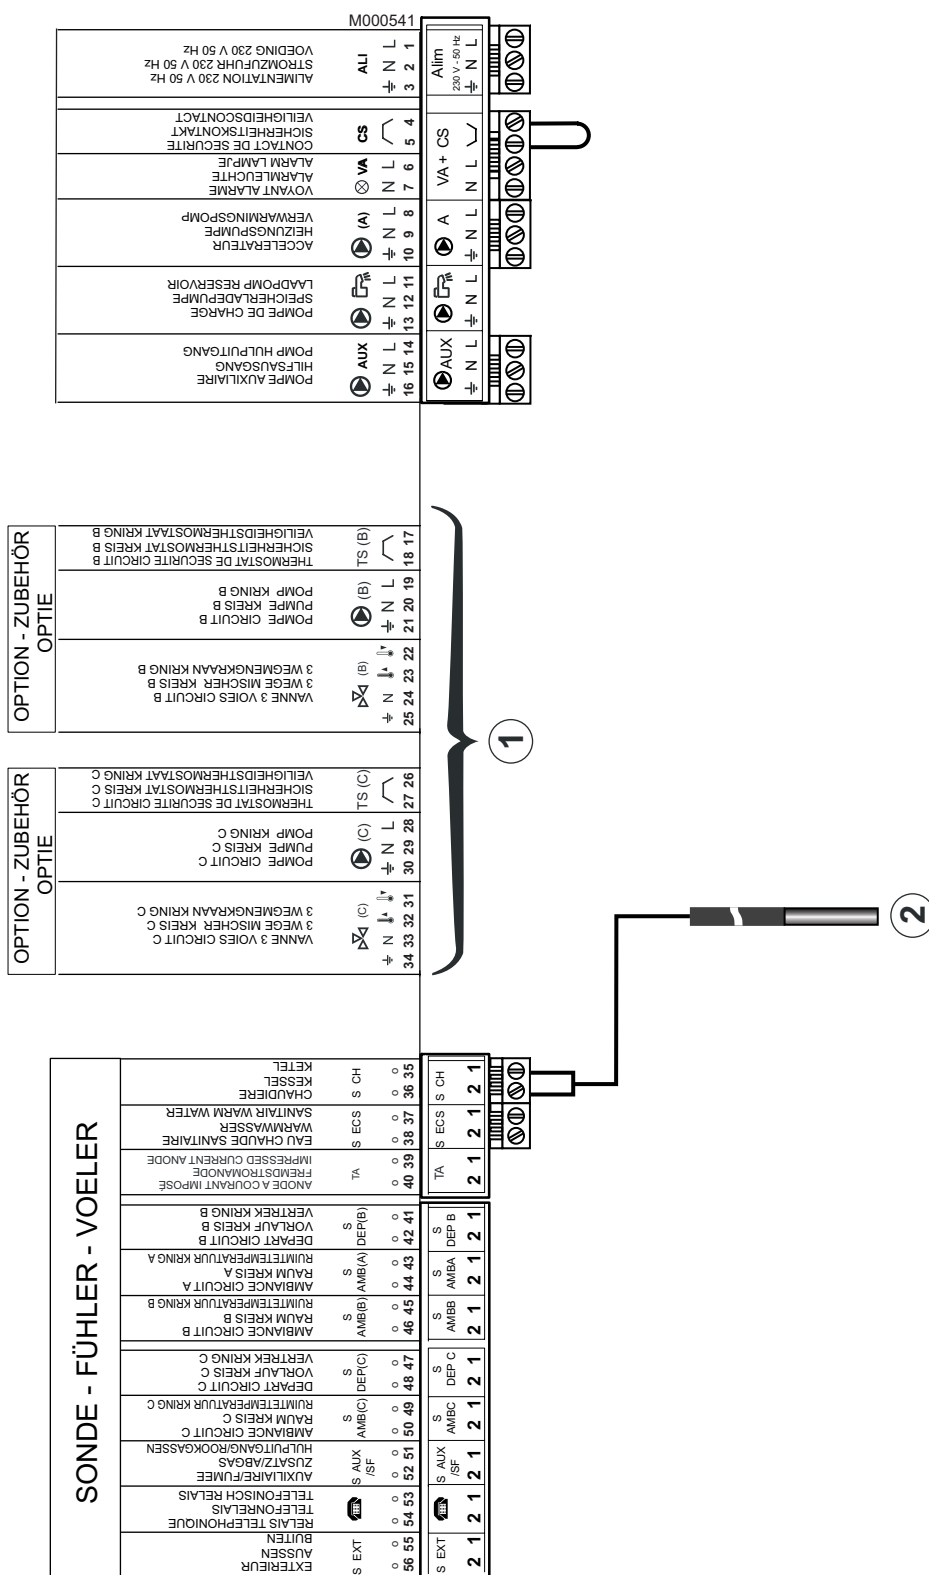 M000541
ALIMENTATION 230 V 50 Hz
STROMZUFUHR 230 V 50 Hz
VOEDING 230 V 50 Hz
ALI
L N
1 2 3
Alim
230 V - 50 Hz
N L
CONTACT DE SECURITE
SICHERHEITSKONTAKT
VEILIGHEIDSCONTACT
CS
4 5
VOYANT ALARME
ALARMLEUCHTE
ALARM LAMPJE
VA
L N
6 7
VA + CS
N L
ACCELERATEUR
HEIZUNGSPUMPE
VERWARMINGSPOMP
(A)
L N
8 9 10
A
N L
POMPE DE CHARGE
SPEICHERLADEPUMPE
LAADPOMP RESERVOIR
L N
11 12 13
N L
POMPE AUXILIAIRE
HILFSAUSGANG
POMP HULPUITGANG
AUX
L N
14 15 16
AUX
N L
OPTION - ZUBEHÖR
OPTIE
THERMOSTAT DE SECURITE CIRCUIT B
SICHERHEITSTHERMOSTAT KREIS B
VEILIGHEIDSTHERMOSTAAT KRING B
TS (B)
18 17
POMPE CIRCUIT B
PUMPE KREIS B
POMP KRING B
(B)
N L
21 20 19
VANNE 3 VOIES CIRCUIT B
3 WEGE MISCHER KREIS B
3 WEGMENGKRAAN KRING B
(B)
N
25 24 23 22
1
OPTION - ZUBEHÖR
OPTIE
THERMOSTAT DE SECURITE CIRCUIT C
SICHERHEITSTHERMOSTAT KREIS C
VEILIGHEIDSTHERMOSTAAT KRING C
TS (C)
27 26
POMPE CIRCUIT C
PUMPE KREIS C
POMP KRING C
(C)
N L
30 29 28
VANNE 3 VOIES CIRCUIT C
3 WEGE MISCHER KREIS C
3 WEGMENGKRAAN KRING C
(C)
N
34 33 32 31
2
SONDE - FÜHLER - VOELER
CHAUDIERE
KESSEL
KETEL
S CH
36 35
S CH
2 1
EAU CHAUDE SANITAIRE
WARMWASSER
SANITAIR WARM WATER
S ECS
38 37
S ECS
2 1
ANODE A COURANT IMPOSÉ
FREMDSTROMANODE
IMPRESSED CURRENT ANODE
TA
40 39
TA
2 1
DEPART CIRCUIT B
VORLAUF KREIS B
VERTREK KRING B
S
DEP(B)
42 41
S
DEP B
2 1
AMBIANCE CIRCUIT A
RAUM KREIS A
RUIMTETEMPERATUUR KRING A
S
AMB(A)
44 43
S
AMBA
2 1
AMBIANCE CIRCUIT B
RAUM KREIS B
RUIMTETEMPERATUUR KRING B
S
AMB(B)
46 45
S
AMBB
2 1
DEPART CIRCUIT C
VORLAUF KREIS C
VERTREK KRING C
S
DEP(C)
48 47
S
DEP C
2 1
AMBIANCE CIRCUIT C
RAUM KREIS C
RUIMTETEMPERATUUR KRING C
S
AMB(C)
50 49
S
AMBC
2 1
AUXILIAIRE/FUMEE
ZUSATZ/ABGAS
HULPUITGANG/ROOKGASSEN
S AUX
/SF
52 51
S AUX
/SF
2 1
RELAIS TELEPHONIQUE
TELEFONRELAIS
TELEFONISCH RELAIS
54 53
2 1
EXTERIEUR
AUSSEN
BUITEN
S EXT
56 55
S EXT
2 1